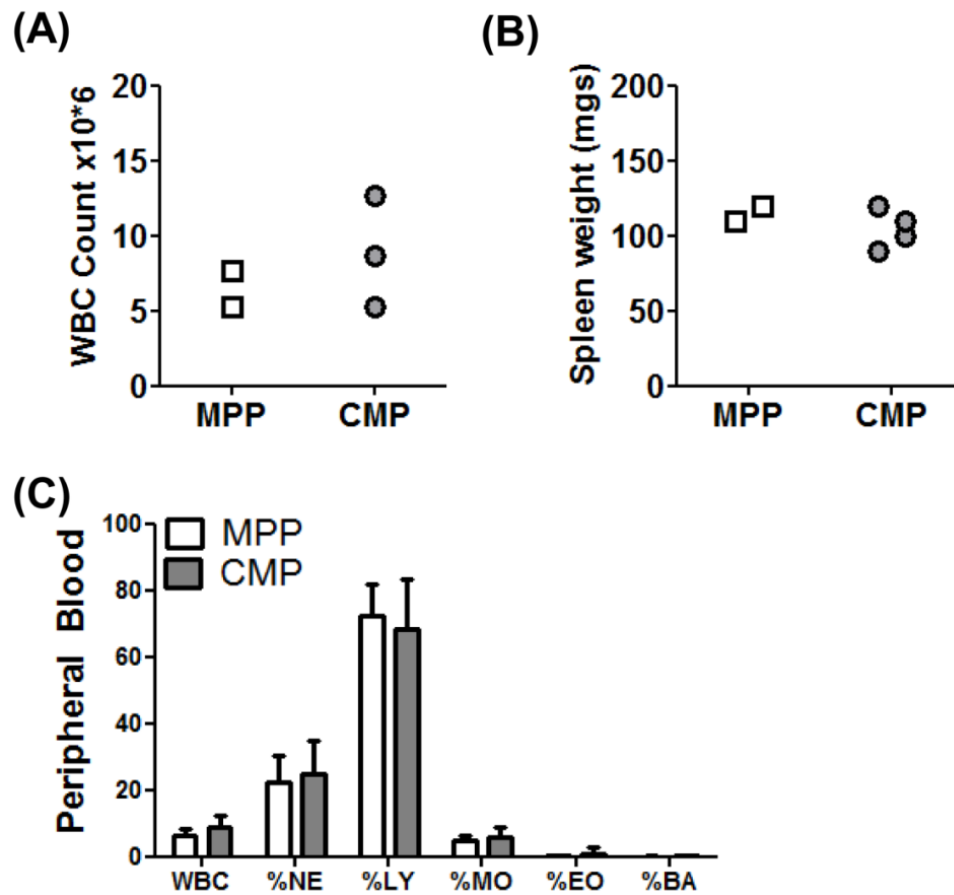 (A)
WBC Count x10*6
20
15
10
5
0
MPP CMP
(B)
Spleen weight (mgs)
200
150
100
50
0
MPP CMP
(C)
Peripheral Blood
100
80
60
40
20
0
MPP
CMP
WBC %NE %LY %MO %EO %BA